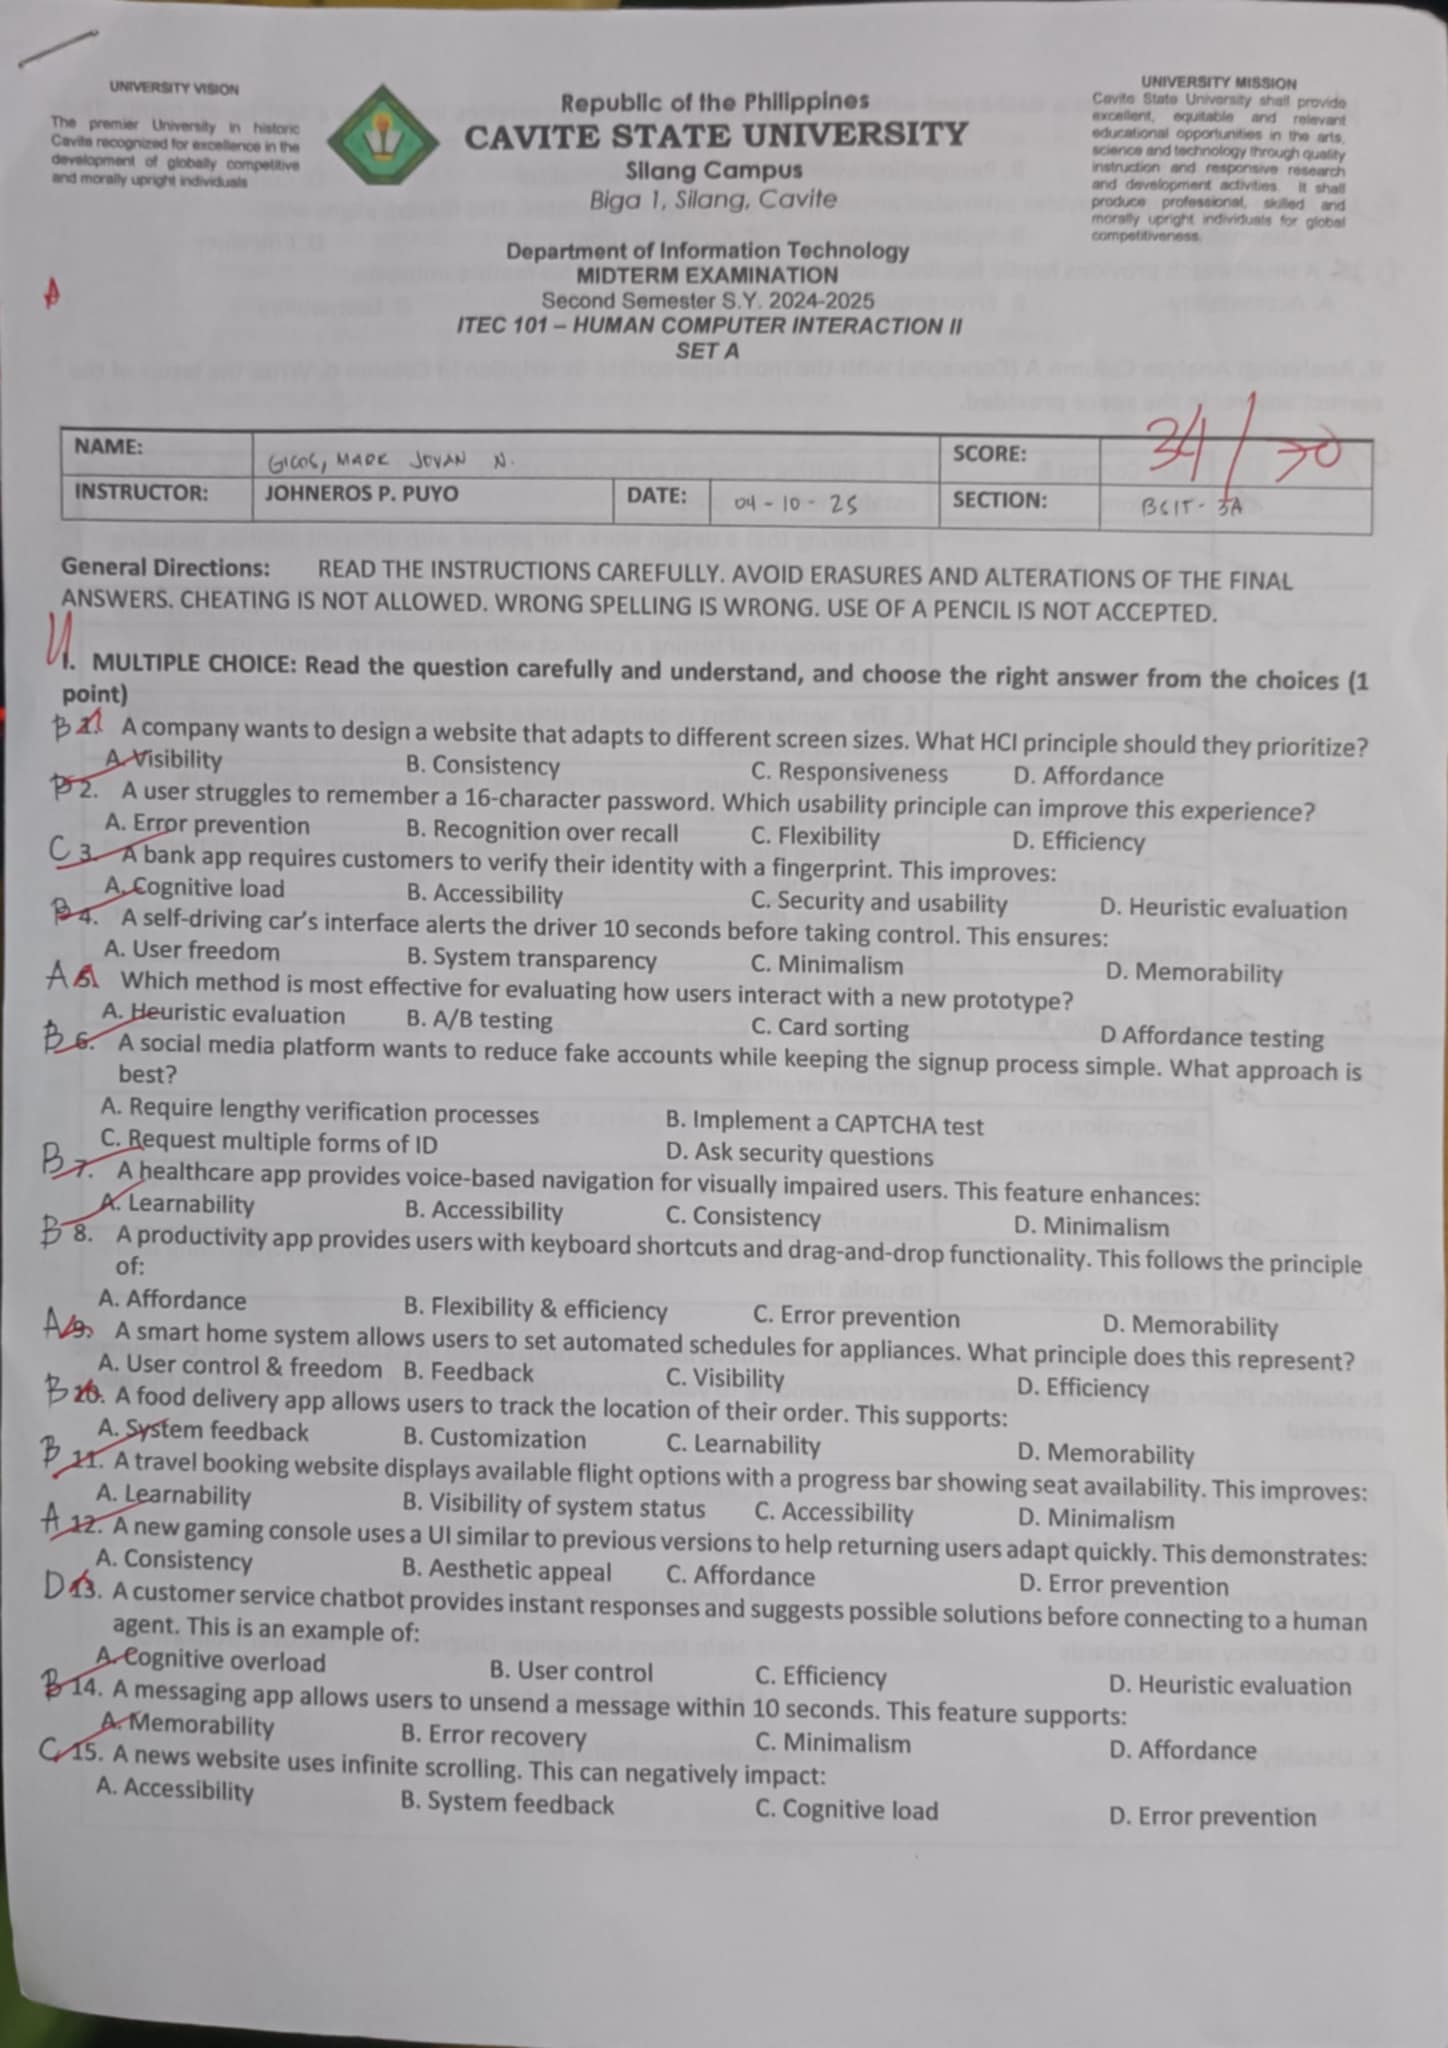 UNIVERSITY VISION
The premier University in historic
Cavite recognized for excellence in the
development of globally competitive
and morally upright individuals
Republic of the Philippines
CAVITE STATE UNIVERSITY
Silang Campus
Biga 1, Silang, Cavite
UNIVERSITY MISSION
Cavite State University shall provide
excellent, equitable and relevant
educational opportunities in the arts,
science and technology through quality
instruction and responsive research
and development activities. It shall
produce professional, skilled and
morally upright individuals for global
competitiveness.
Department of Information Technology
MIDTERM EXAMINATION
Second Semester S.Y. 2024-2025
ITEC 101 – HUMAN COMPUTER INTERACTION II
SET A
NAME: GICOS, MARK JOVAN N. SCORE: 34/70
INSTRUCTOR: JOHNEROS P. PUYO DATE: 04-10-25 SECTION: BSIT-3A
General Directions: READ THE INSTRUCTIONS CAREFULLY. AVOID ERASURES AND ALTERATIONS OF THE FINAL
ANSWERS. CHEATING IS NOT ALLOWED. WRONG SPELLING IS WRONG. USE OF A PENCIL IS NOT ACCEPTED.
11
I. MULTIPLE CHOICE: Read the question carefully and understand, and choose the right answer from the choices (1
point)
B 1. A company wants to design a website that adapts to different screen sizes. What HCI principle should they prioritize?
A. Visibility B. Consistency C. Responsiveness D. Affordance
B 2. A user struggles to remember a 16-character password. Which usability principle can improve this experience?
A. Error prevention B. Recognition over recall C. Flexibility D. Efficiency
C 3. A bank app requires customers to verify their identity with a fingerprint. This improves:
A. Cognitive load B. Accessibility C. Security and usability D. Heuristic evaluation
B 4. A self-driving car's interface alerts the driver 10 seconds before taking control. This ensures:
A. User freedom B. System transparency C. Minimalism D. Memorability
A 5. Which method is most effective for evaluating how users interact with a new prototype?
A. Heuristic evaluation B. A/B testing C. Card sorting D Affordance testing
B 6. A social media platform wants to reduce fake accounts while keeping the signup process simple. What approach is
best?
A. Require lengthy verification processes B. Implement a CAPTCHA test
C. Request multiple forms of ID D. Ask security questions
B 7. A healthcare app provides voice-based navigation for visually impaired users. This feature enhances:
A. Learnability B. Accessibility C. Consistency D. Minimalism
B 8. A productivity app provides users with keyboard shortcuts and drag-and-drop functionality. This follows the principle
of:
A. Affordance B. Flexibility & efficiency C. Error prevention D. Memorability
A 9. A smart home system allows users to set automated schedules for appliances. What principle does this represent?
A. User control & freedom B. Feedback C. Visibility D. Efficiency
B 10. A food delivery app allows users to track the location of their order. This supports:
A. System feedback B. Customization C. Learnability D. Memorability
B 11. A travel booking website displays available flight options with a progress bar showing seat availability. This improves:
A. Learnability B. Visibility of system status C. Accessibility D. Minimalism
A 12. A new gaming console uses a UI similar to previous versions to help returning users adapt quickly. This demonstrates:
A. Consistency B. Aesthetic appeal C. Affordance D. Error prevention
D 13. A customer service chatbot provides instant responses and suggests possible solutions before connecting to a human
agent. This is an example of:
A. Cognitive overload B. User control C. Efficiency D. Heuristic evaluation
B 14. A messaging app allows users to unsend a message within 10 seconds. This feature supports:
A. Memorability B. Error recovery C. Minimalism D. Affordance
C 15. A news website uses infinite scrolling. This can negatively impact:
A. Accessibility B. System feedback C. Cognitive load D. Error prevention